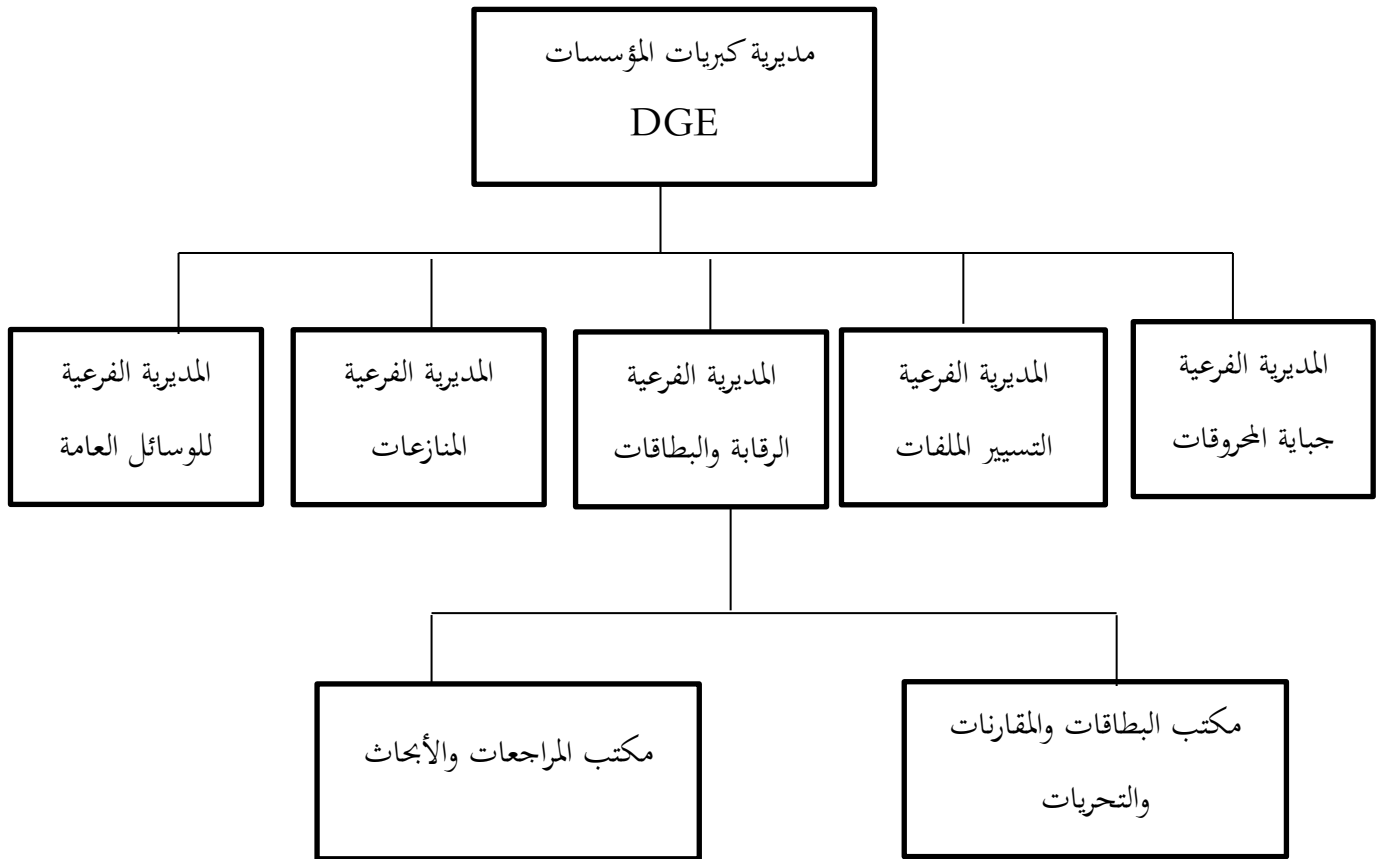 مديرية كبريات المؤسسات
DGE
المديرية الفرعية
جباية المحروقات
المديرية الفرعية
التسيير الملفات
المديرية الفرعية
الرقابة والبطاقات
المديرية الفرعية
المنازعات
المديرية الفرعية
للوسائل العامة
مكتب البطاقات والمقارنات
والتحريات
مكتب المراجعات والأبحاث